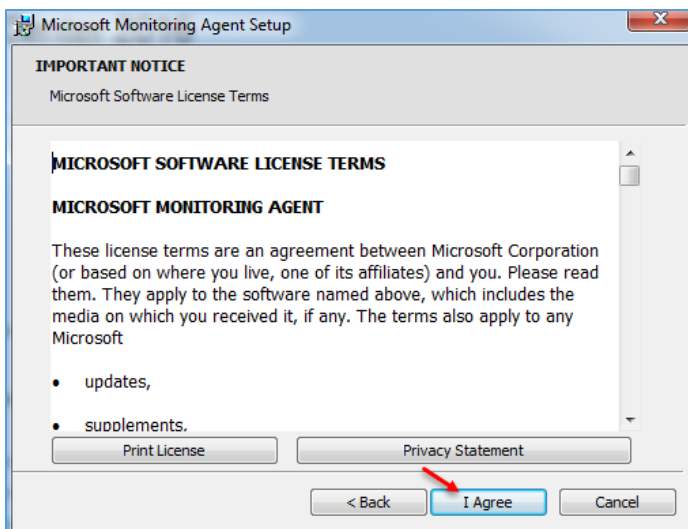 Microsoft Monitoring Agent Setup
IMPORTANT NOTICE
Microsoft Software License Terms
MICROSOFT SOFTWARE LICENSE TERMS
MICROSOFT MONITORING AGENT
These license terms are an agreement between Microsoft Corporation
(or based on where you live, one of its affiliates) and you. Please read
them. They apply to the software named above, which includes the
media on which you received it, if any. The terms also apply to any
Microsoft
• updates,
• supplements,
Print License
Privacy Statement
< Back
I Agree
Cancel